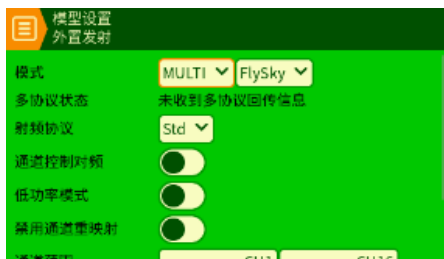 模型设置
外置发射
模式 MULTI FlySky
多协议状态 未收到多协议回传信息
射频协议 Std
通道控制对频
低功率模式
禁用通道重映射